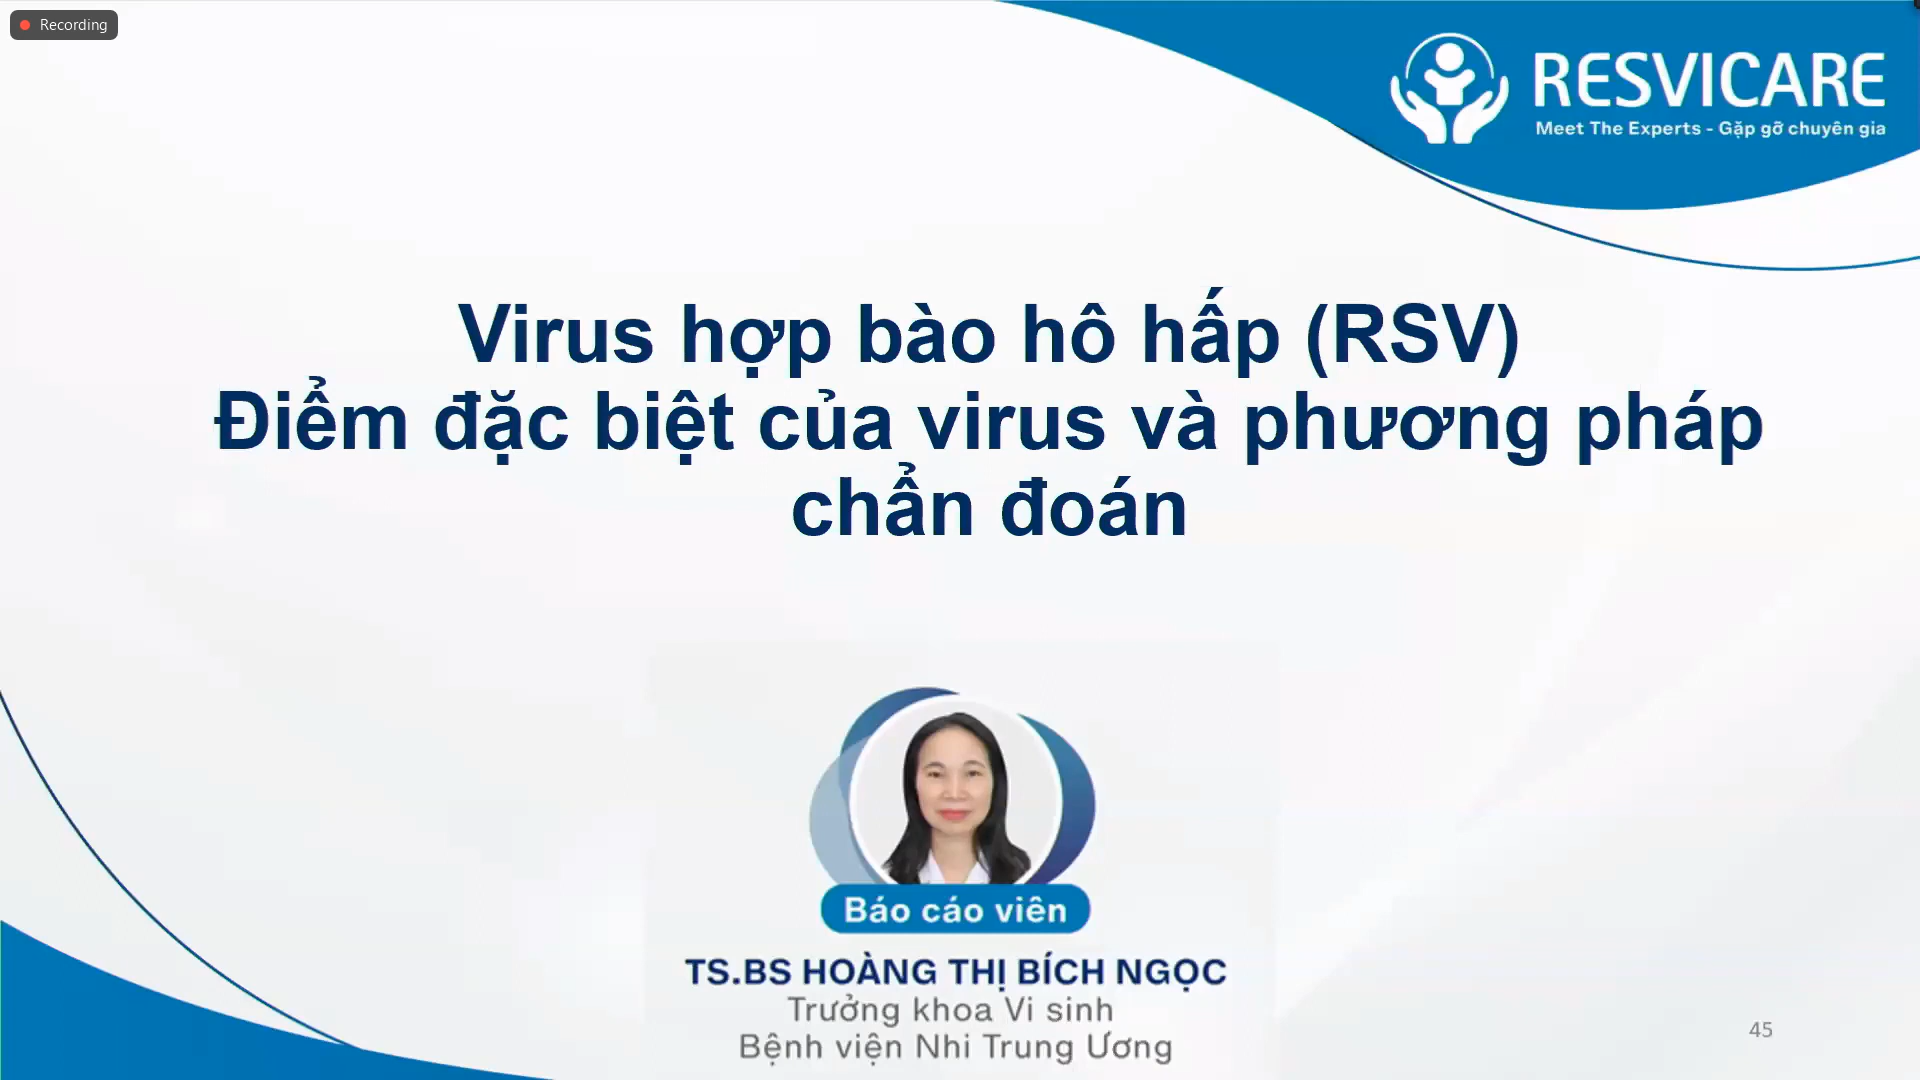 Recording
RESVICARE
Meet The Experts - Gặp gỡ chuyên gia
Virus hợp bào hô hấp (RSV)
Điểm đặc biệt của virus và phương pháp
chẩn đoán
Báo cáo viên
TS.BS HOÀNG THỊ BÍCH NGỌC
Trưởng khoa Vi sinh
Bệnh viện Nhi Trung Ương
45